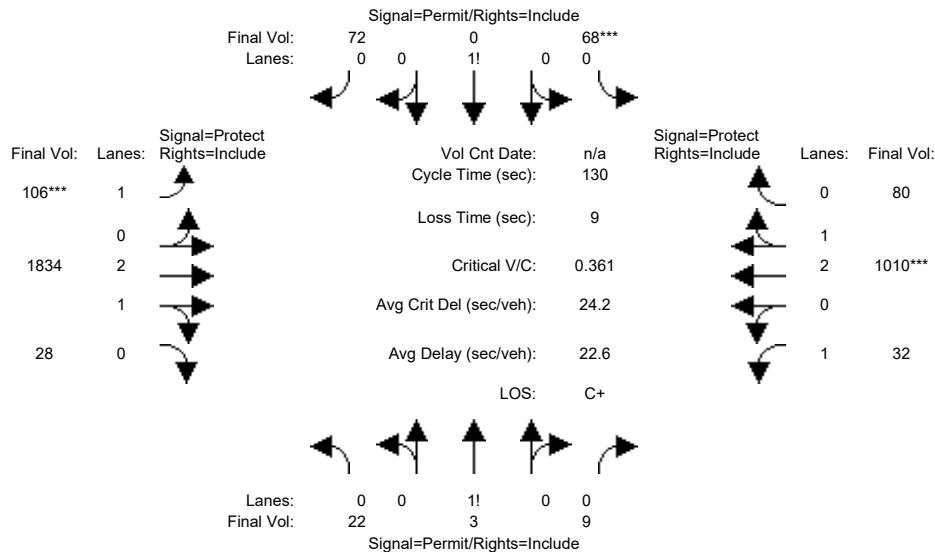 Signal=Permit/Rights=Include
Final Vol: 72 0 68***
Lanes: 0 0 1! 0 0
Signal=Protect Signal=Protect
Final Vol: Lanes: Rights=Include Vol Cnt Date: n/a Rights=Include Lanes: Final Vol:
Cycle Time (sec): 130
106*** 1 0 80
Loss Time (sec): 9
0 1
1834 2 Critical V/C: 0.361 2 1010***
1 Avg Crit Del (sec/veh): 24.2 0
28 0 Avg Delay (sec/veh): 22.6 1 32
LOS: C+
Lanes: 0 0 1! 0 0
Final Vol: 22 3 9
Signal=Permit/Rights=Include